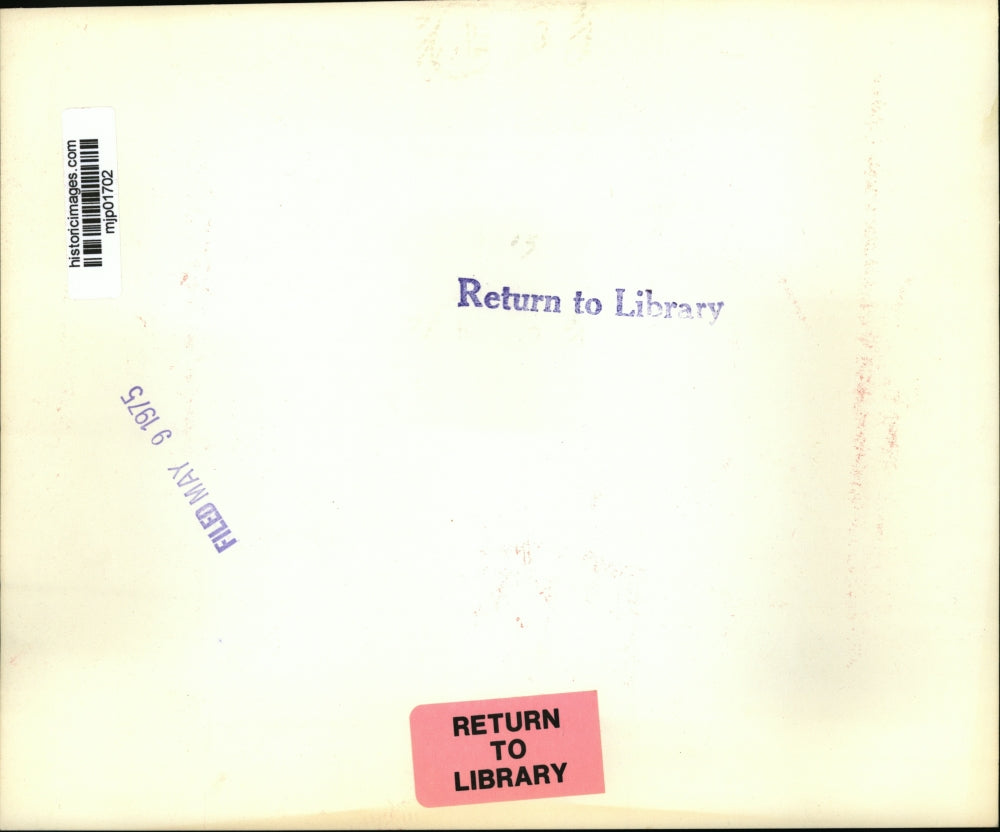 historicimages.com
mjp01702
Return to Library
FILED MAY 9 1975
RETURN
TO
LIBRARY